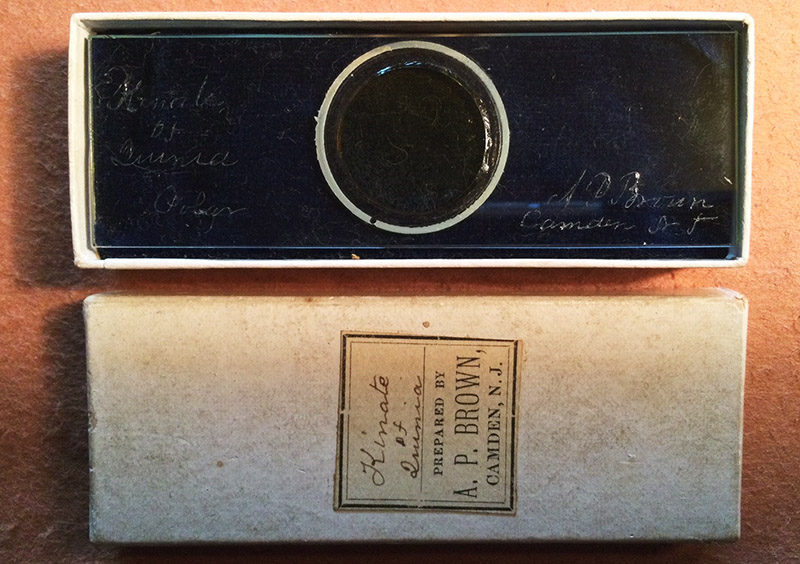 Kinate
of
Quinia
Polar
A P Brown
Camden N J
Kinate
of
Quinia
PREPARED BY
A. P. BROWN,
CAMDEN, N. J.